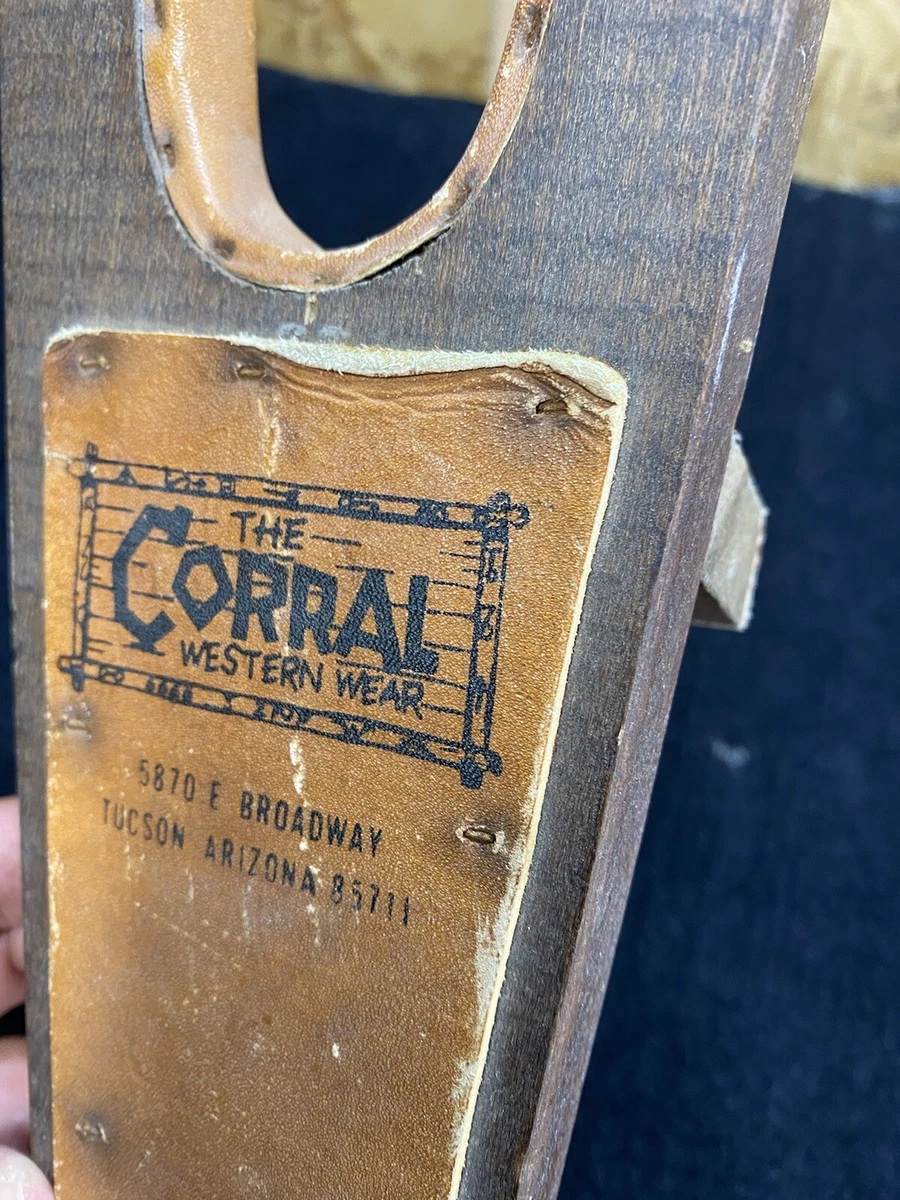 THE
CORRAL
WESTERN WEAR
5870 E BROADWAY
TUCSON ARIZONA 85711